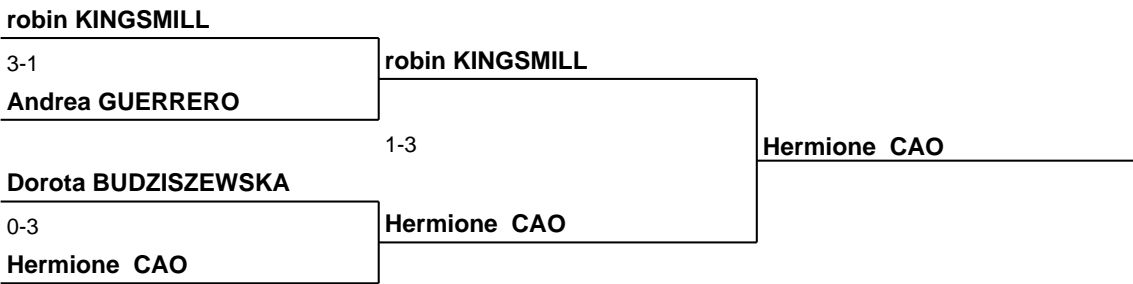 robin KINGSMILL
3-1
Andrea GUERRERO
robin KINGSMILL
1-3
Hermione  CAO
Dorota BUDZISZEWSKA
0-3
Hermione  CAO
Hermione  CAO